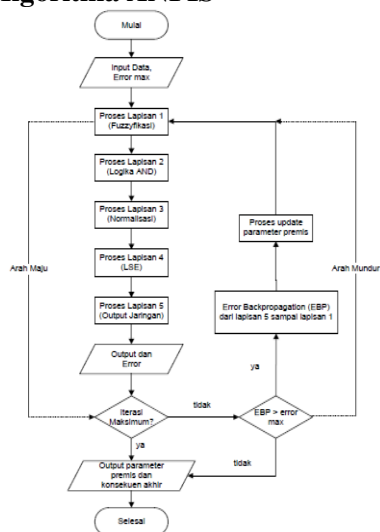 Algoritma ANFIS
Mulai
Input Data,
Error max
Proses Lapisan 1
(Fuzzyfikasi)
Proses Lapisan 2
(Logika AND)
Proses Lapisan 3
(Normalisasi)
Proses update
parameter premis
Proses Lapisan 4
(LSE)
Arah Maju
Arah Mundur
Proses Lapisan 5
(Output Jaringan)
Error Backpropagation (EBP)
dari lapisan 5 sampai lapisan 1
Output dan
Error
ya
tidak
Iterasi
Maksimum?
EBP > error
max
ya
tidak
Output parameter
premis dan
konsekuen akhir
Selesai